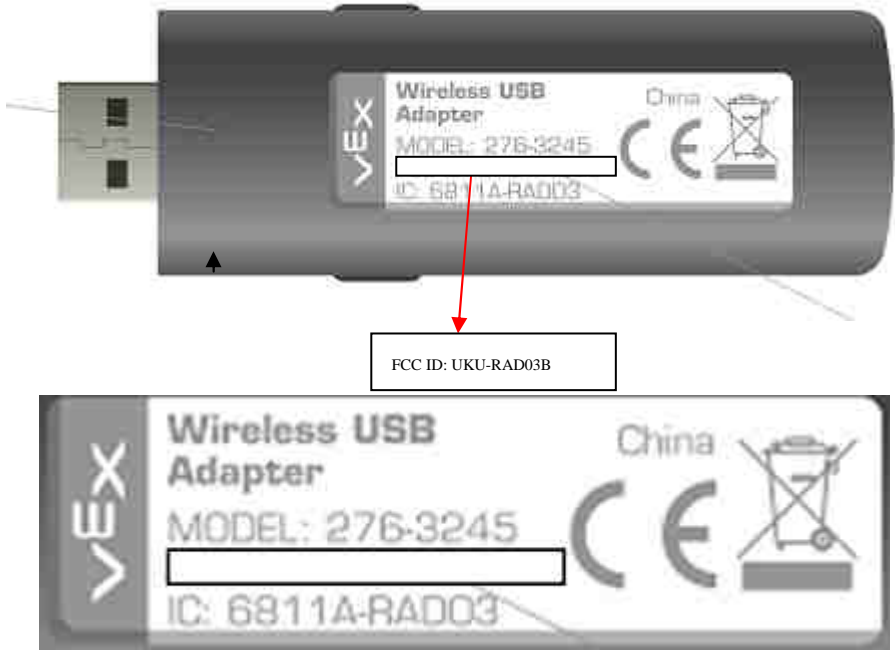 vex
Wireless USB
Adapter
China
MODEL: 276-3245
IC: 6811A-RAD03
FCC ID: UKU-RAD03B
vex
Wireless USB
Adapter
China
MODEL: 276-3245
IC: 6811A-RAD03